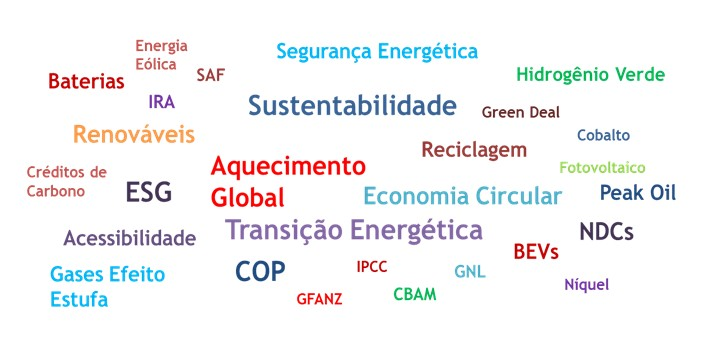 Energia
Eólica
Segurança Energética
Baterias
SAF
Hidrogênio Verde
IRA
Sustentabilidade
Green Deal
Renováveis
Cobalto
Reciclagem
Créditos de
Carbono
Aquecimento
Global
Fotovoltaico
ESG
Economia Circular
Peak Oil
Acessibilidade
Transição Energética
NDCs
Gases Efeito
Estufa
COP
IPCC
GNL
BEVs
GFANZ
CBAM
Níquel